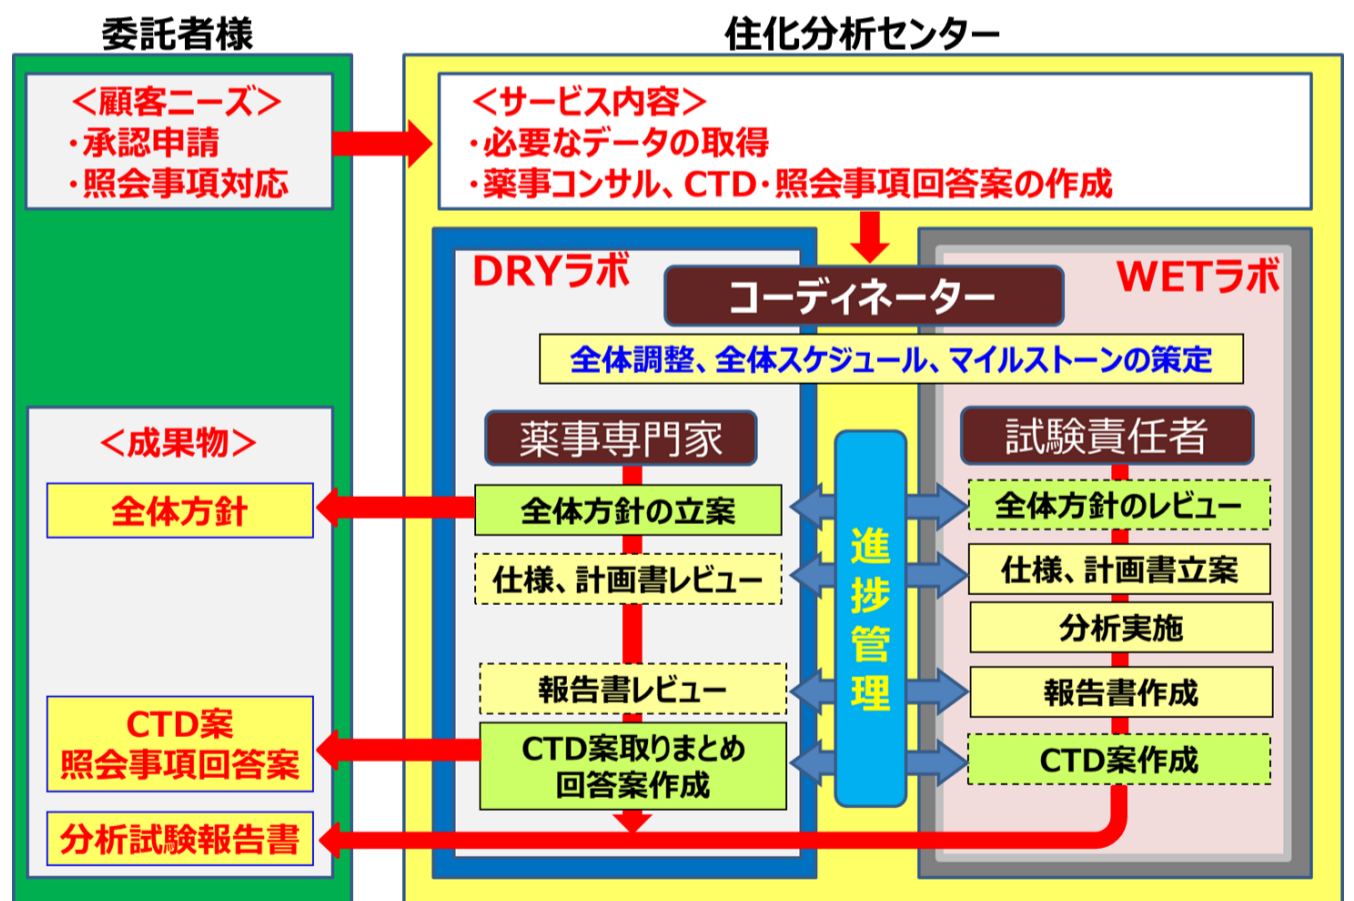 委託者様
住化分析センター
＜顧客ニーズ＞
・承認申請
・照会事項対応
＜サービス内容＞
・必要なデータの取得
・薬事コンサル、CTD・照会事項回答案の作成
DRYラボ
WETラボ
コーディネーター
全体調整、全体スケジュール、マイルストーンの策定
＜成果物＞
全体方針
CTD案
照会事項回答案
分析試験報告書
薬事専門家
全体方針の立案
仕様、計画書レビュー
報告書レビュー
CTD案取りまとめ
回答案作成
進捗管理
試験責任者
全体方針のレビュー
仕様、計画書立案
分析実施
報告書作成
CTD案作成